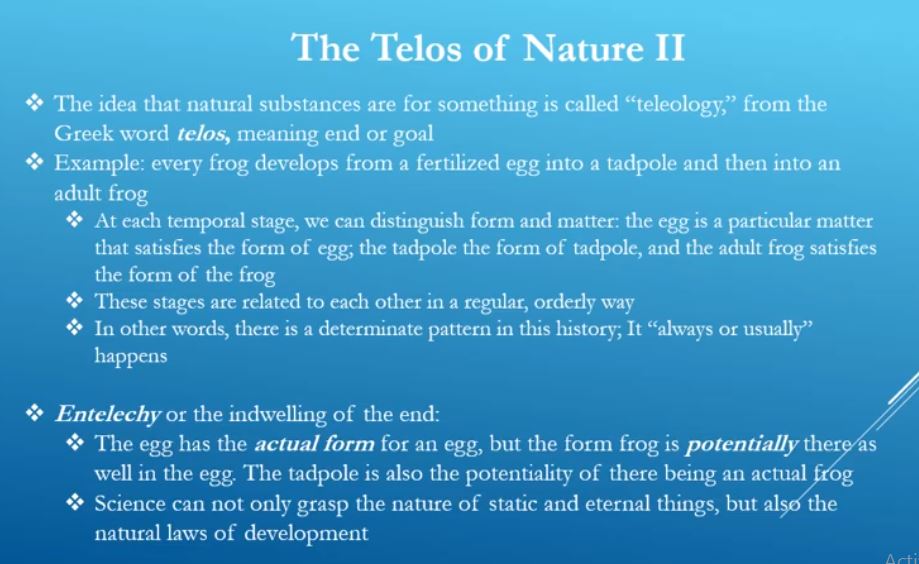 The Telos of Nature II
❖ The idea that natural substances are for something is called “teleology,” from the
Greek word telos, meaning end or goal
❖ Example: every frog develops from a fertilized egg into a tadpole and then into an
adult frog
❖ At each temporal stage, we can distinguish form and matter: the egg is a particular matter
that satisfies the form of egg; the tadpole the form of tadpole, and the adult frog satisfies
the form of the frog
❖ These stages are related to each other in a regular, orderly way
❖ In other words, there is a determinate pattern in this history; It “always or usually”
happens
❖ Entelechy or the indwelling of the end:
❖ The egg has the actual form for an egg, but the form frog is potentially there as
well in the egg. The tadpole is also the potentiality of there being an actual frog
❖ Science can not only grasp the nature of static and eternal things, but also the
natural laws of development